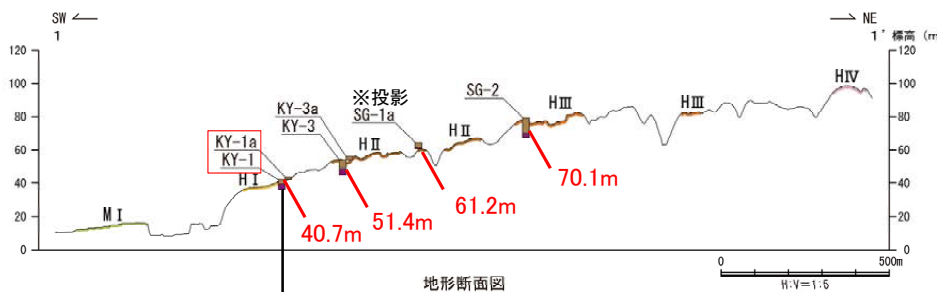 SW ←
→ NE
1
1' 標高 (m
120
100
80
60
40
20
0
120
100
80
60
40
20
0
KY-1a
KY-1
KY-3a
KY-3
※投影
SG-1a
SG-2
MⅠ
HⅠ
HⅡ
HⅡ
HⅢ
HⅢ
HⅣ
40.7m
51.4m
61.2m
70.1m
地形断面図
0
500m
H:V=1:5